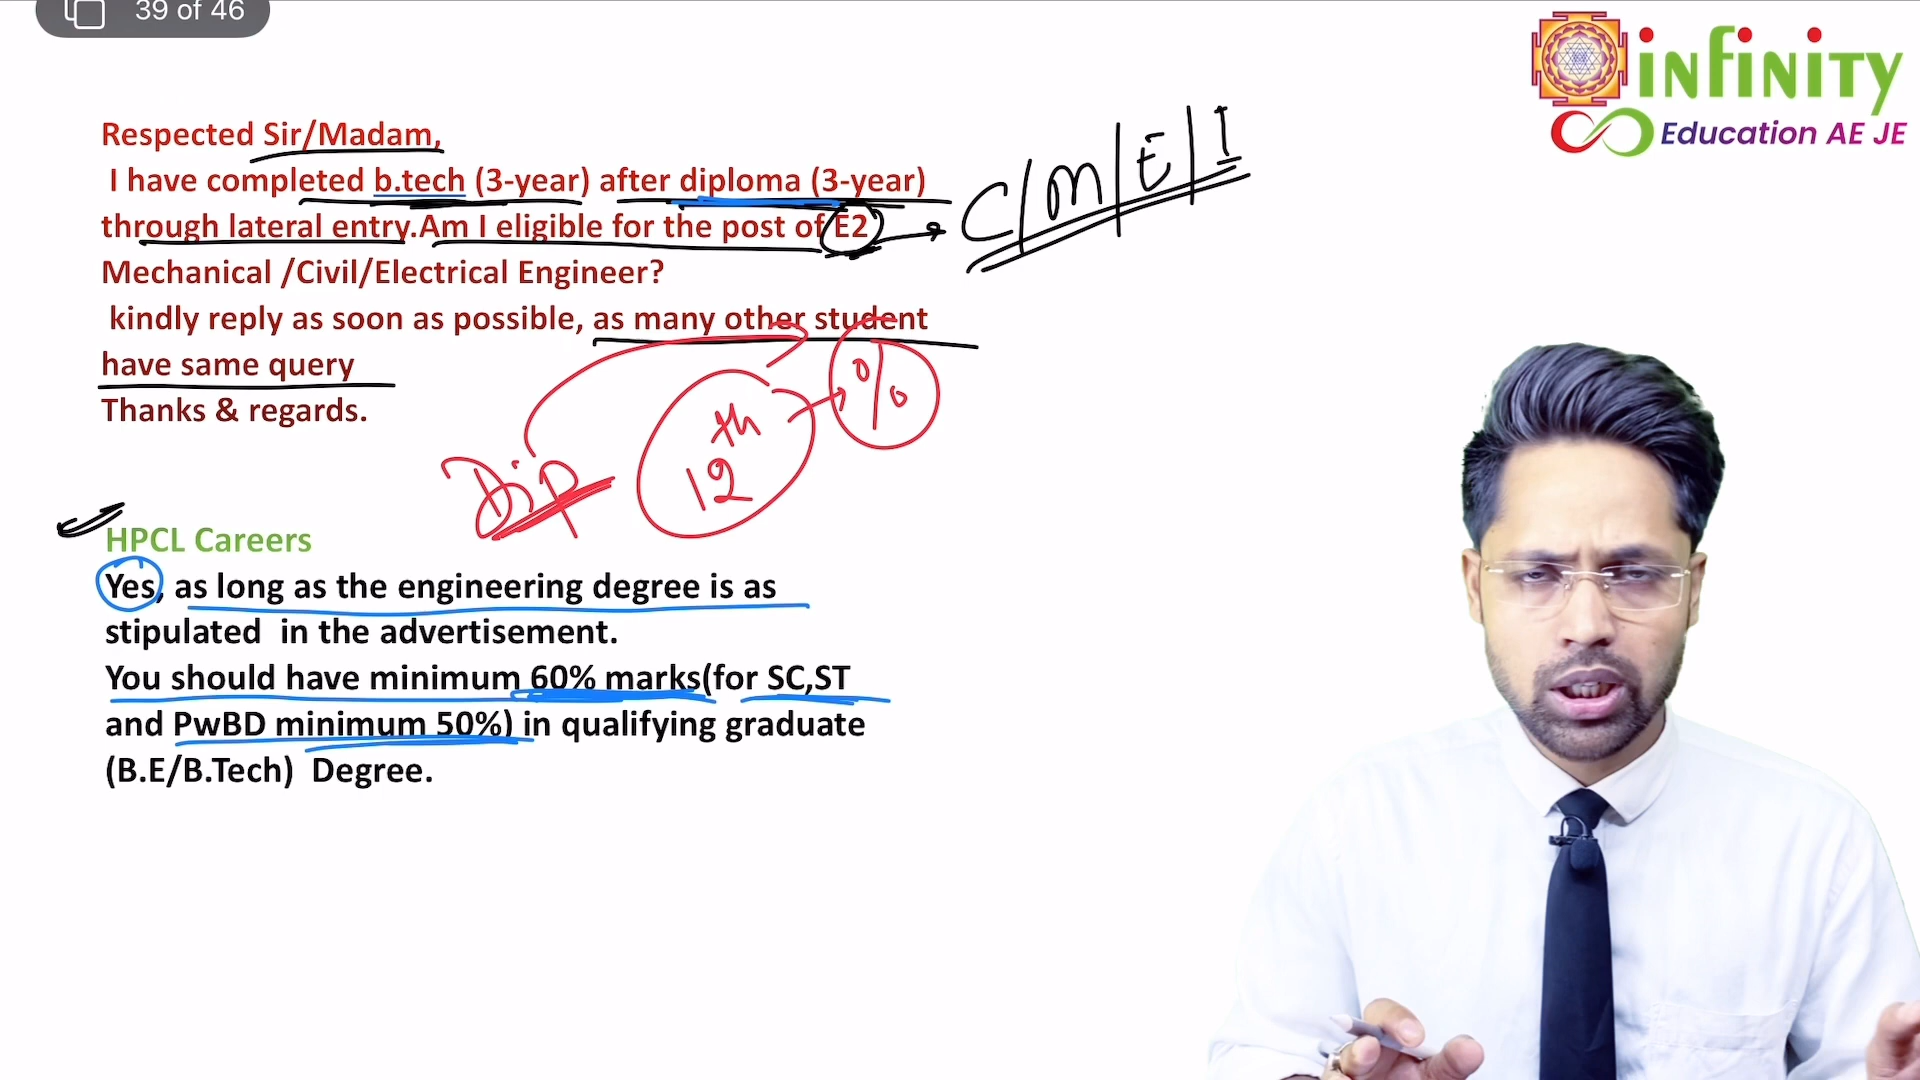 39 of 46
infinity
Education AE JE
Respected Sir/Madam,
I have completed b.tech (3-year) after diploma (3-year)
through lateral entry.Am I eligible for the post of E2
C/M/E/I
Mechanical /Civil/Electrical Engineer?
kindly reply as soon as possible, as many other student
have same query
Thanks & regards.
%
12th
Dip
HPCL Careers
Yes, as long as the engineering degree is as
stipulated in the advertisement.
You should have minimum 60% marks(for SC,ST
and PwBD minimum 50%) in qualifying graduate
(B.E/B.Tech) Degree.